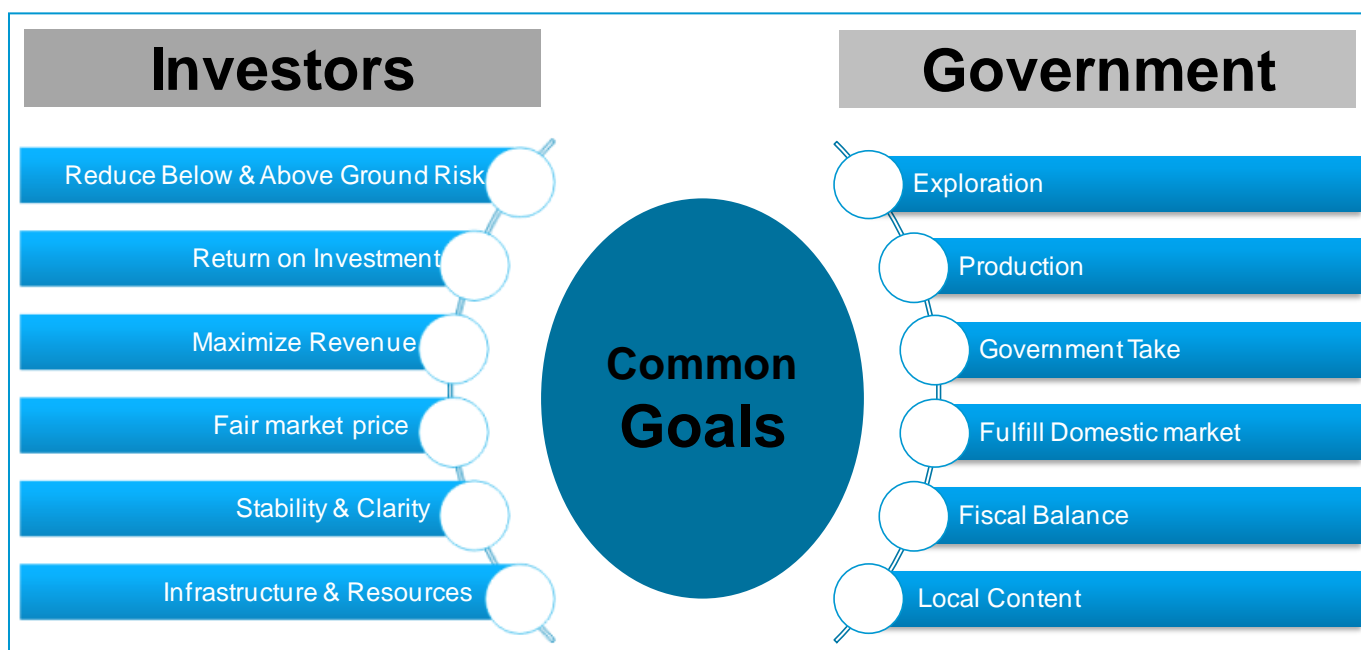 Investors
Reduce Below & Above Ground Risk
Return on Investment
Maximize Revenue
Fair market price
Stability & Clarity
Infrastructure & Resources
Common
Goals
Government
Exploration
Production
Government Take
Fulfill Domestic market
Fiscal Balance
Local Content